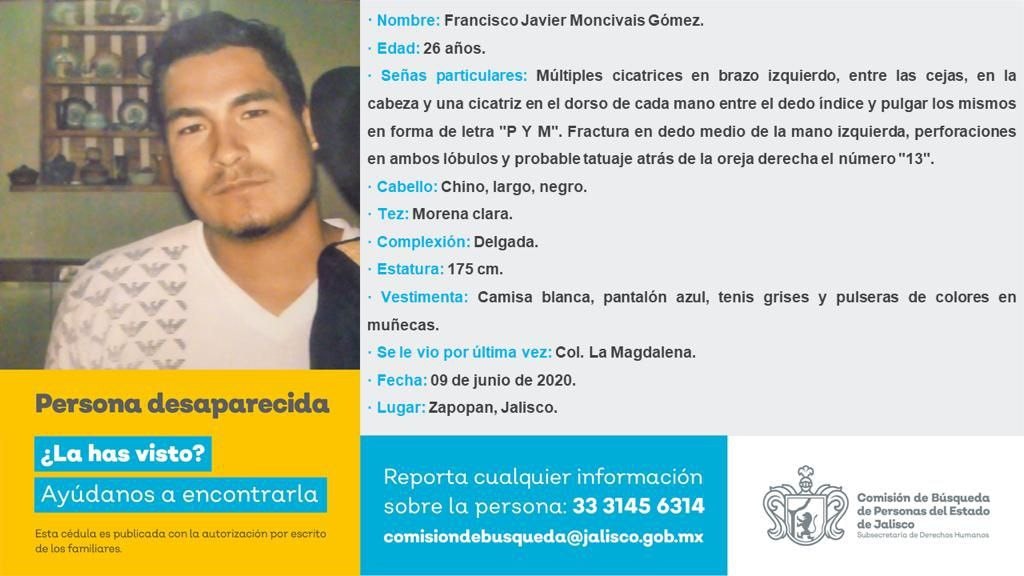 · Nombre: Francisco Javier Moncivais Gómez.
· Edad: 26 años.
· Señas particulares: Múltiples cicatrices en brazo izquierdo, entre las cejas, en la
cabeza y una cicatriz en el dorso de cada mano entre el dedo índice y pulgar los mismos
en forma de letra "P Y M". Fractura en dedo medio de la mano izquierda, perforaciones
en ambos lóbulos y probable tatuaje atrás de la oreja derecha el número "13".
· Cabello: Chino, largo, negro.
· Tez: Morena clara.
· Complexión: Delgada.
· Estatura: 175 cm.
· Vestimenta: Camisa blanca, pantalón azul, tenis grises y pulseras de colores en
muñecas.
· Se le vio por última vez: Col. La Magdalena.
· Fecha: 09 de junio de 2020.
· Lugar: Zapopan, Jalisco.
Persona desaparecida
¿La has visto?
Ayúdanos a encontrarla
Esta cédula es publicada con la autorización por escrito
de los familiares.
Reporta cualquier información
sobre la persona: 33 3145 6314
comisiondebusqueda@jalisco.gob.mx
Comisión de Búsqueda
de Personas del Estado
de Jalisco
Subsecretaría de Derechos Humanos